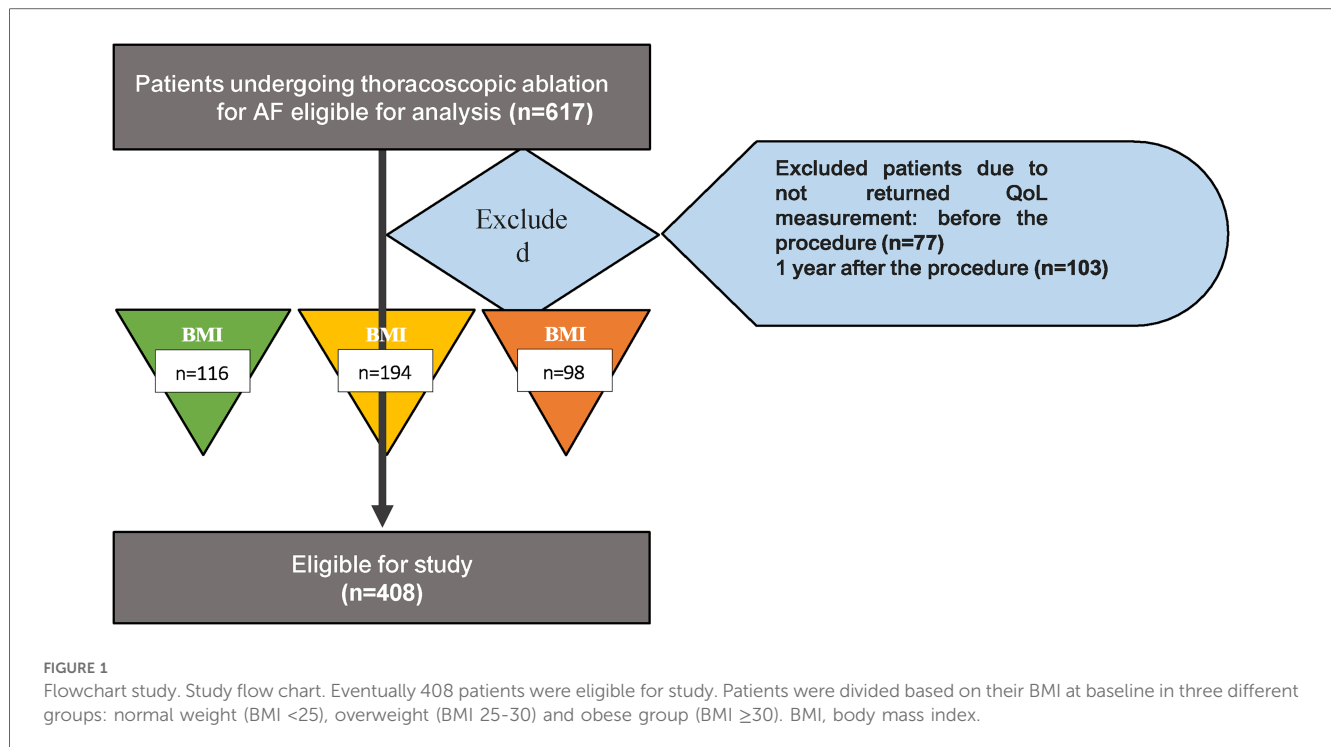 Patients undergoing thoracoscopic ablation
for AF eligible for analysis (n=617)
Exclude
d
Excluded patients due to
not returned QoL
measurement: before the
procedure (n=77)
1 year after the procedure (n=103)
BMI
n=116
BMI
n=194
BMI
n=98
Eligible for study
(n=408)
FIGURE 1
Flowchart study. Study flow chart. Eventually 408 patients were eligible for study. Patients were divided based on their BMI at baseline in three different
groups: normal weight (BMI <25), overweight (BMI 25-30) and obese group (BMI ≥30). BMI, body mass index.